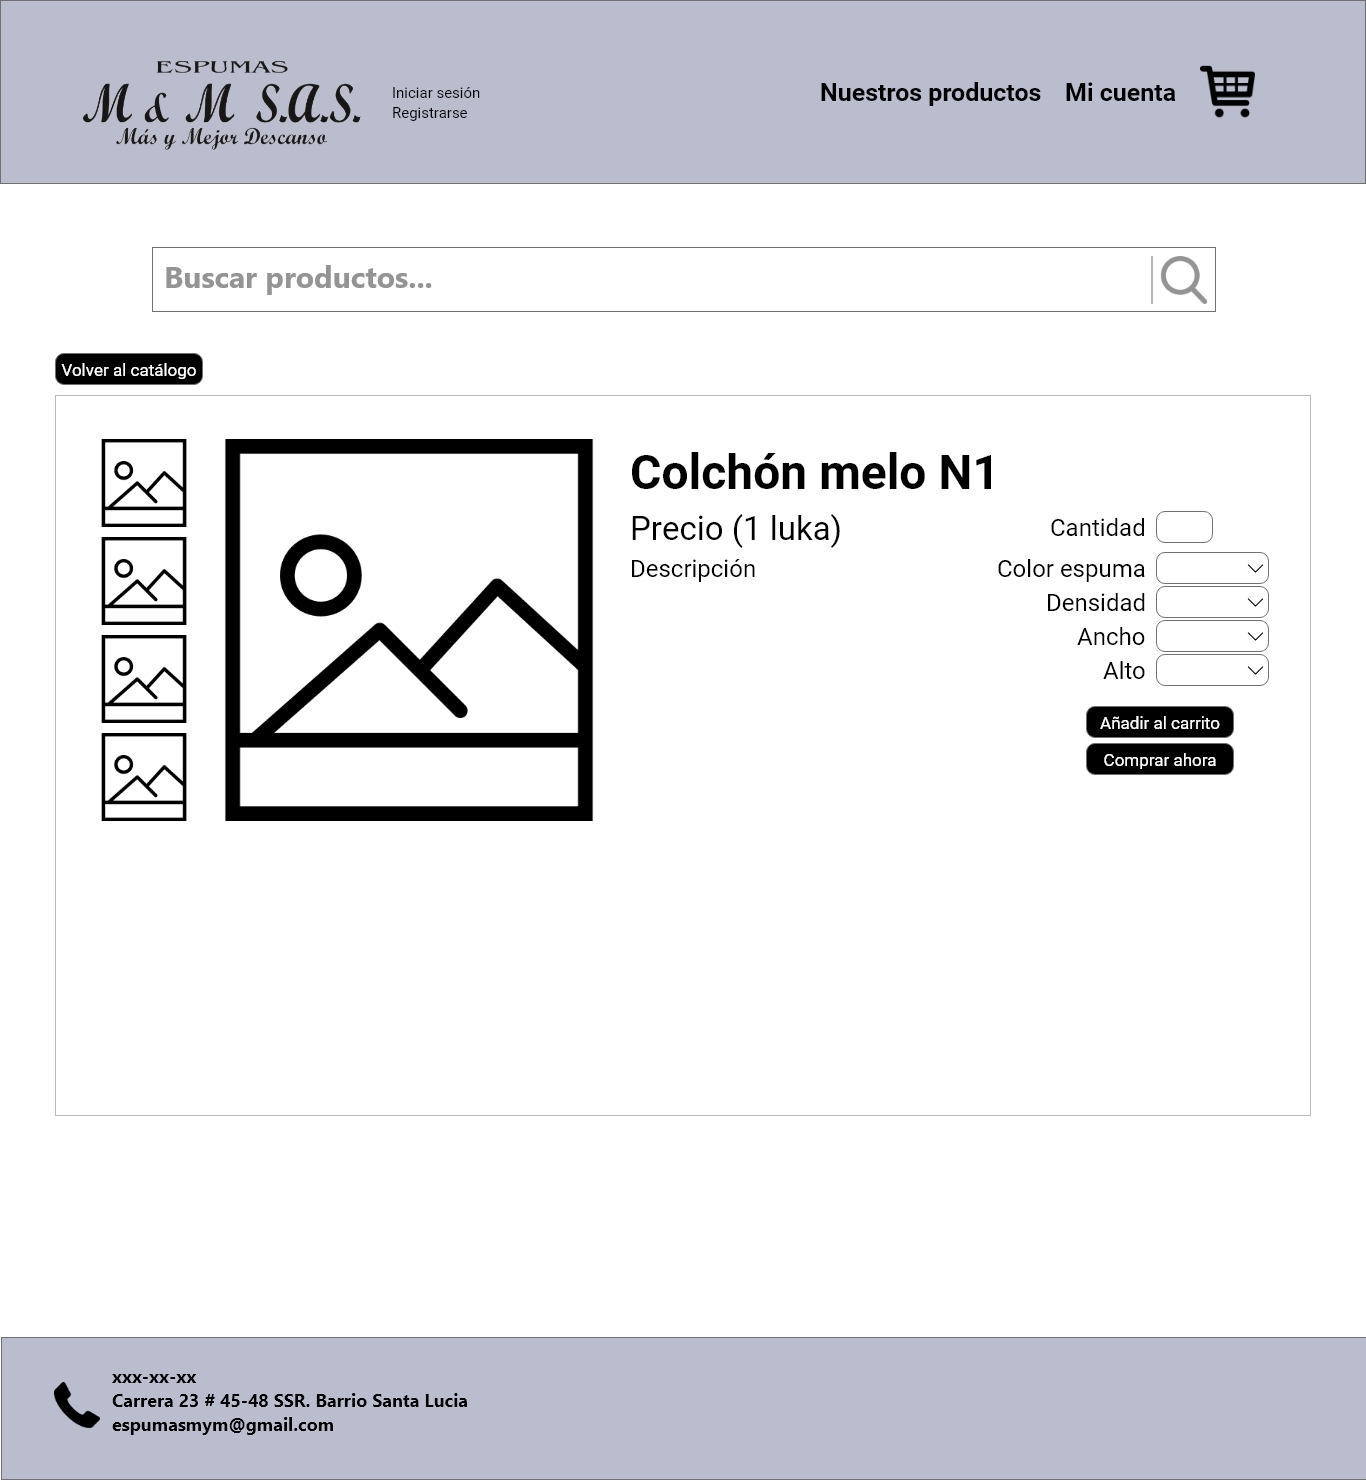 ESPUMAS
M & M S.A.S.
Más y Mejor Descanso
Iniciar sesión
Registrarse
Nuestros productos
Mi cuenta
Buscar productos...
Volver al catálogo
Colchón melo N1
Precio (1 luka)
Descripción
Cantidad
Color espuma
Densidad
Ancho
Alto
Añadir al carrito
Comprar ahora
xxx-xx-xx
Carrera 23 # 45-48 SSR. Barrio Santa Lucia
espumasmym@gmail.com